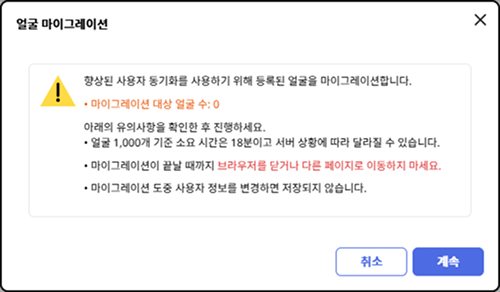 얼굴 마이그레이션
향상된 사용자 동기화를 사용하기 위해 등록된 얼굴을 마이그레이션합니다.
• 마이그레이션 대상 얼굴 수: 0
아래의 유의사항을 확인한 후 진행하세요.
• 얼굴 1,000개 기준 소요 시간은 18분이고 서버 상황에 따라 달라질 수 있습니다.
• 마이그레이션이 끝날 때까지 브라우저를 닫거나 다른 페이지로 이동하지 마세요.
• 마이그레이션 도중 사용자 정보를 변경하면 저장되지 않습니다.
취소 계속